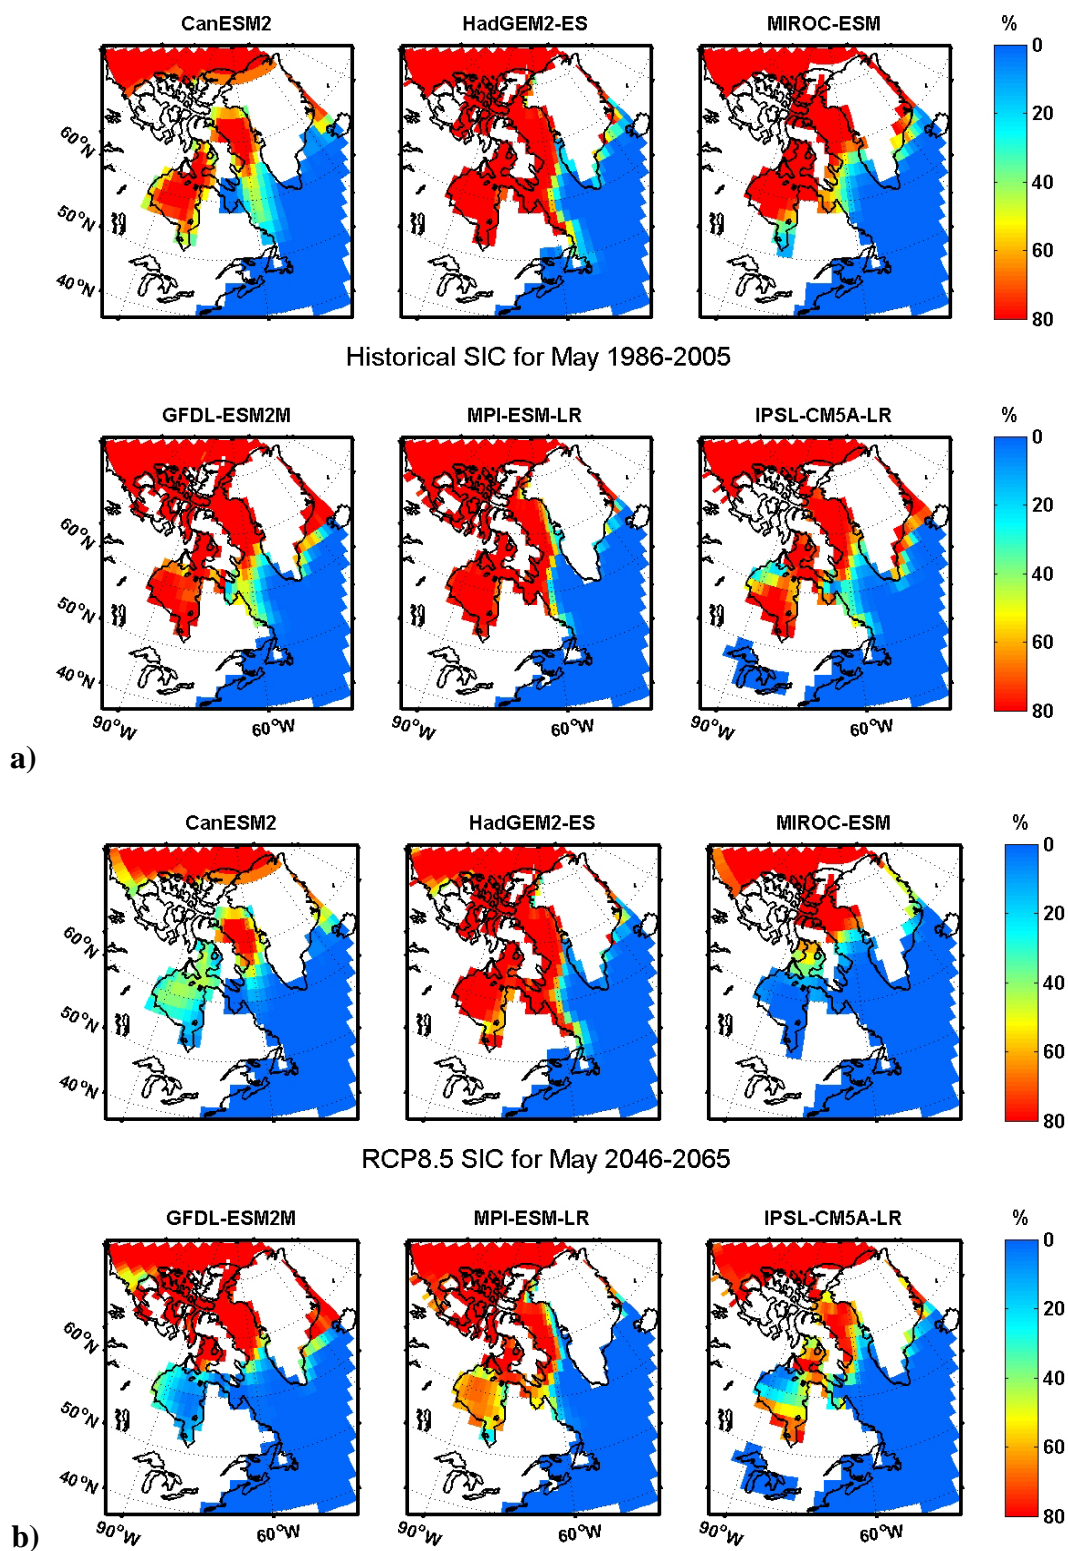 CanESM2 HadGEM2-ES MIROC-ESM %
0
20
40
60
80
60°N
50°N
40°N
Historical SIC for May 1986-2005
GFDL-ESM2M MPI-ESM-LR IPSL-CM5A-LR %
0
20
40
60
80
60°N
50°N
40°N
90°W 60°W 90°W 60°W 90°W 60°W
a)
CanESM2 HadGEM2-ES MIROC-ESM %
0
20
40
60
80
60°N
50°N
40°N
RCP8.5 SIC for May 2046-2065
GFDL-ESM2M MPI-ESM-LR IPSL-CM5A-LR %
0
20
40
60
80
60°N
50°N
40°N
90°W 60°W 90°W 60°W 90°W 60°W
b)